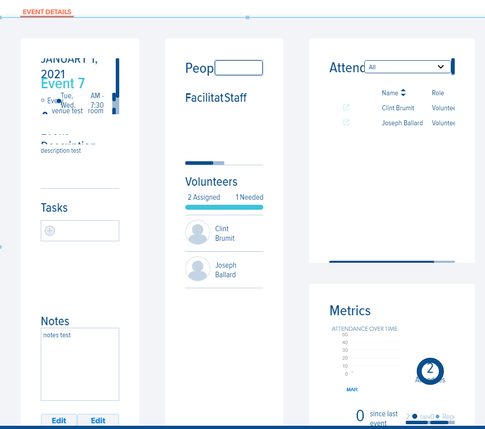 EVENT DETAILS
JANUARY 1,
2021
Event 7
Tue, AM -
Wed, 7:30
venue test room
description test
Tasks
Notes
notes test
Edit Edit
Peop
FacilitatStaff
Volunteers
2 Assigned 1 Needed
Clint
Brumit
Joseph
Ballard
Attend All
Name Role
Clint Brumit Voluntee
Joseph Ballard Voluntee
Metrics
ATTENDANCE OVER TIME
50
40
30
20
10
0
MAR
2
0 since last
event